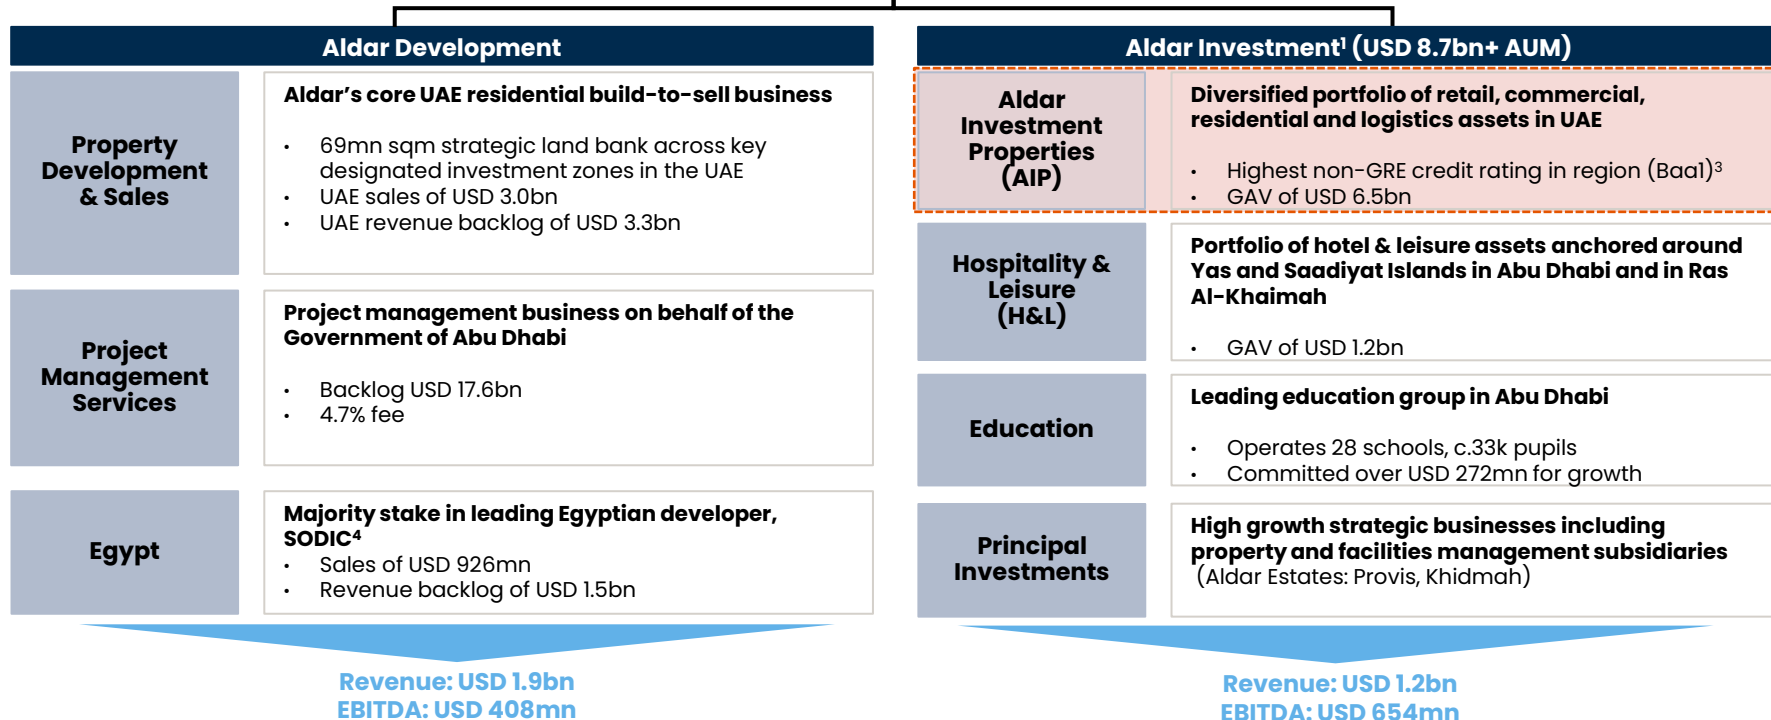 Aldar Development
Property
Development
& Sales
Aldar’s core UAE residential build-to-sell business
• 69mn sqm strategic land bank across key
designated investment zones in the UAE
• UAE sales of USD 3.0bn
• UAE revenue backlog of USD 3.3bn
Project
Management
Services
Project management business on behalf of the
Government of Abu Dhabi
• Backlog USD 17.6bn
• 4.7% fee
Egypt
Majority stake in leading Egyptian developer,
SODIC⁴
• Sales of USD 926mn
• Revenue backlog of USD 1.5bn
Revenue: USD 1.9bn
EBITDA: USD 408mn
Aldar Investment¹ (USD 8.7bn+ AUM)
Aldar
Investment
Properties
(AIP)
Diversified portfolio of retail, commercial,
residential and logistics assets in UAE
• Highest non-GRE credit rating in region (Baa1)³
• GAV of USD 6.5bn
Hospitality &
Leisure
(H&L)
Portfolio of hotel & leisure assets anchored around
Yas and Saadiyat Islands in Abu Dhabi and in Ras
Al-Khaimah
• GAV of USD 1.2bn
Education
Leading education group in Abu Dhabi
• Operates 28 schools, c.33k pupils
• Committed over USD 272mn for growth
Principal
Investments
High growth strategic businesses including
property and facilities management subsidiaries
(Aldar Estates: Provis, Khidmah)
Revenue: USD 1.2bn
EBITDA: USD 654mn